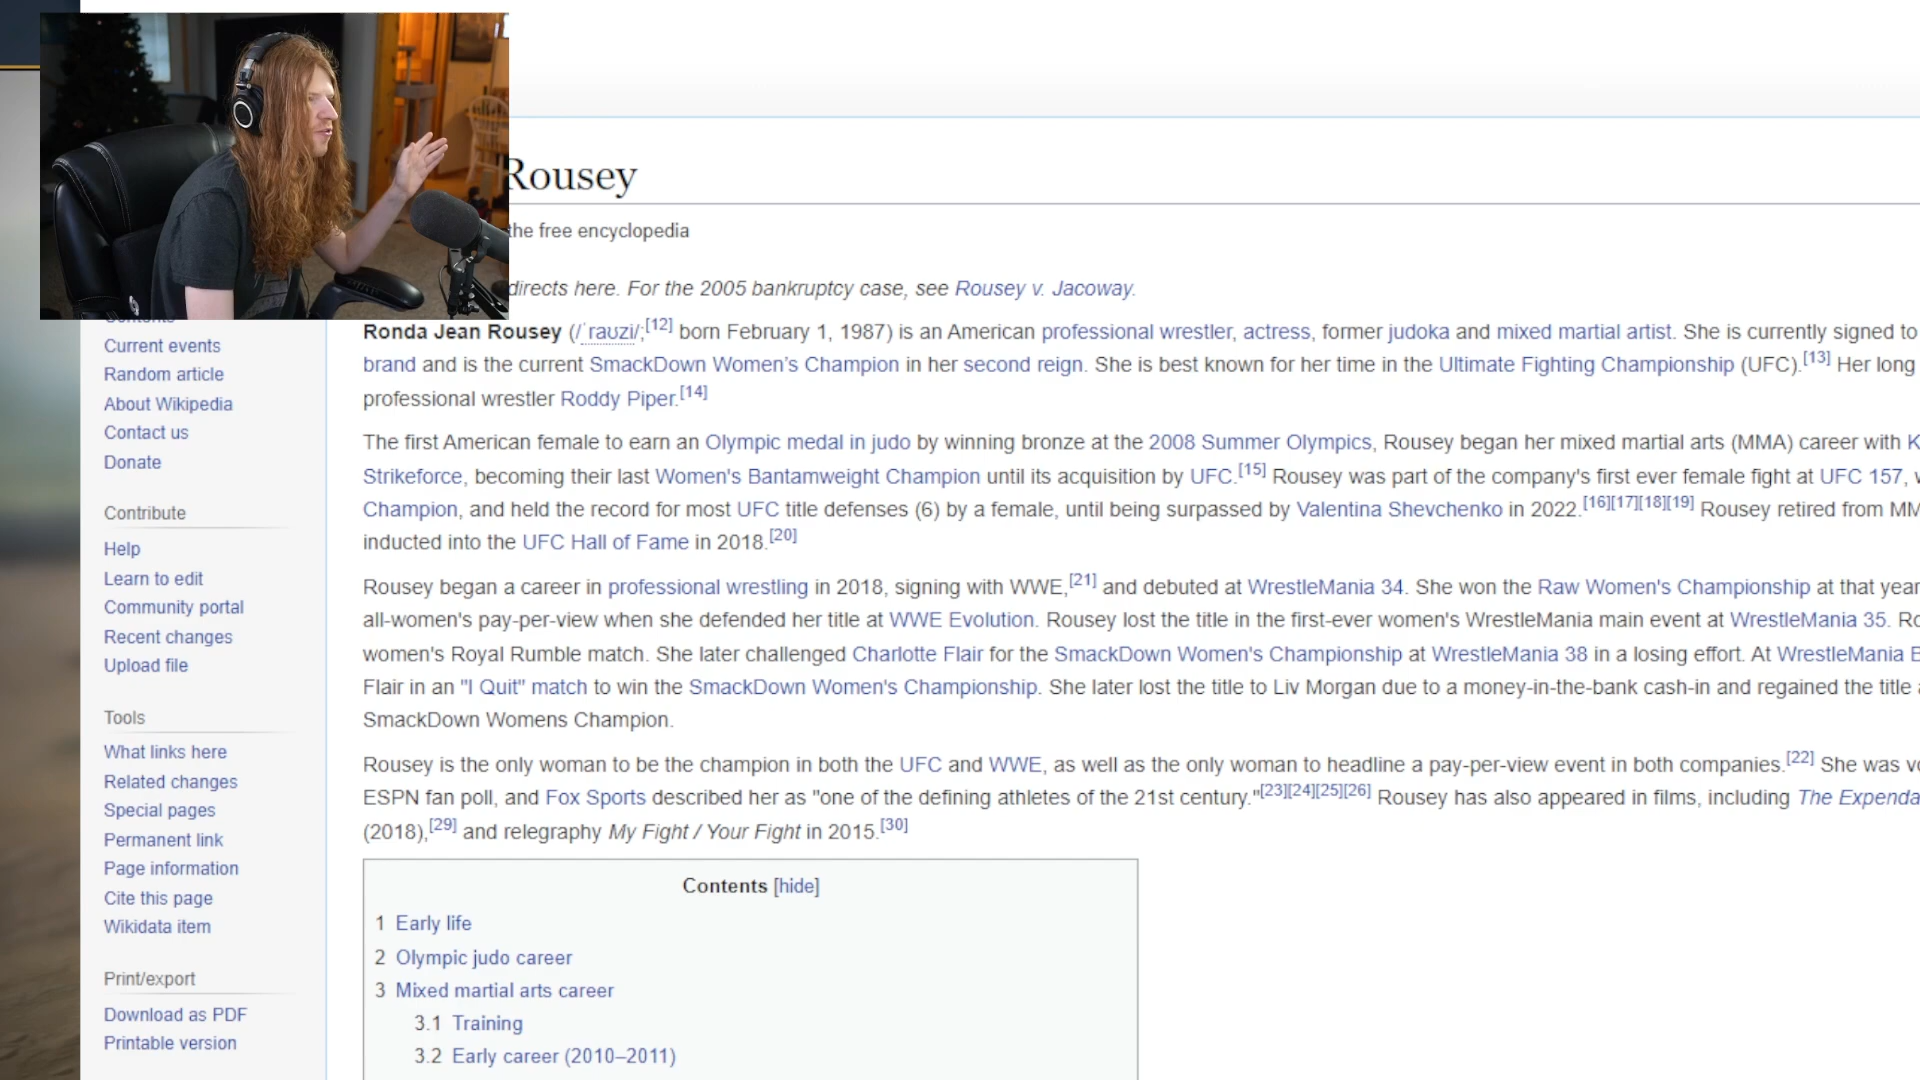 Rousey
the free encyclopedia
directs here. For the 2005 bankruptcy case, see Rousey v. Jacoway.
Ronda Jean Rousey (/ˈraʊzi/;[12] born February 1, 1987) is an American professional wrestler, actress, former judoka and mixed martial artist. She is currently signed to
brand and is the current SmackDown Women's Champion in her second reign. She is best known for her time in the Ultimate Fighting Championship (UFC).[13] Her long
professional wrestler Roddy Piper.[14]
The first American female to earn an Olympic medal in judo by winning bronze at the 2008 Summer Olympics, Rousey began her mixed martial arts (MMA) career with K
Strikeforce, becoming their last Women's Bantamweight Champion until its acquisition by UFC.[15] Rousey was part of the company's first ever female fight at UFC 157,
Champion, and held the record for most UFC title defenses (6) by a female, until being surpassed by Valentina Shevchenko in 2022.[16][17][18][19] Rousey retired from MM
inducted into the UFC Hall of Fame in 2018.[20]
Rousey began a career in professional wrestling in 2018, signing with WWE,[21] and debuted at WrestleMania 34. She won the Raw Women's Championship at that year
all-women's pay-per-view when she defended her title at WWE Evolution. Rousey lost the title in the first-ever women's WrestleMania main event at WrestleMania 35. Ro
women's Royal Rumble match. She later challenged Charlotte Flair for the SmackDown Women's Championship at WrestleMania 38 in a losing effort. At WrestleMania B
Flair in an "I Quit" match to win the SmackDown Women's Championship. She later lost the title to Liv Morgan due to a money-in-the-bank cash-in and regained the title
SmackDown Womens Champion.
Rousey is the only woman to be the champion in both the UFC and WWE, as well as the only woman to headline a pay-per-view event in both companies.[22] She was vo
ESPN fan poll, and Fox Sports described her as "one of the defining athletes of the 21st century."[23][24][25][26] Rousey has also appeared in films, including The Expenda
(2018),[29] and relegraphy My Fight / Your Fight in 2015.[30]
Contents [hide]
1 Early life
2 Olympic judo career
3 Mixed martial arts career
3.1 Training
3.2 Early career (2010–2011)
Contents
Current events
Random article
About Wikipedia
Contact us
Donate
Contribute
Help
Learn to edit
Community portal
Recent changes
Upload file
Tools
What links here
Related changes
Special pages
Permanent link
Page information
Cite this page
Wikidata item
Print/export
Download as PDF
Printable version